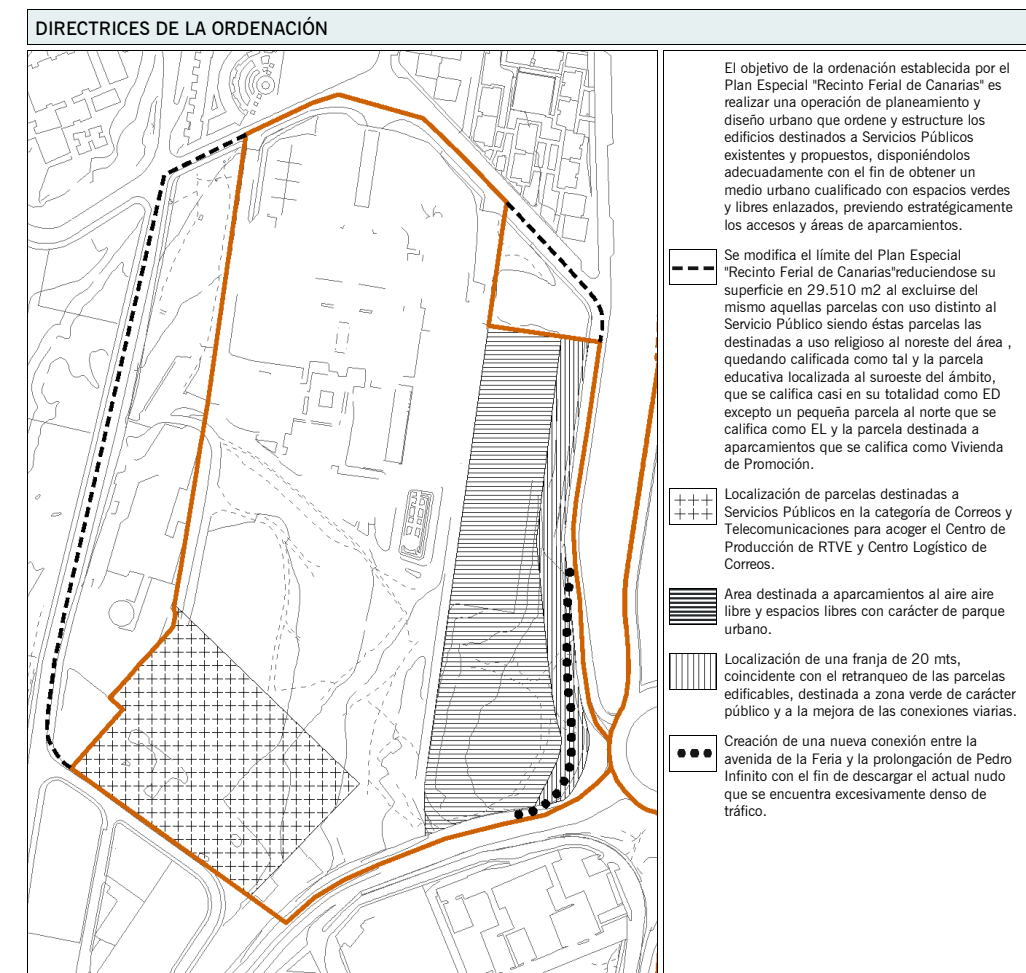 DIRECTRICES DE LA ORDENACIÓN
El objetivo de la ordenación establecida por el
Plan Especial "Recinto Ferial de Canarias" es
realizar una operación de planeamiento y
diseño urbano que ordene y estructure los
edificios destinados a Servicios Públicos
existentes y propuestos, disponiéndolos
adecuadamente con el fin de obtener un
medio urbano cualificado con espacios verdes
y libres enlazados, previendo estratégicamente
los accesos y áreas de aparcamientos.
Se modifica el límite del Plan Especial
"Recinto Ferial de Canarias"reduciendose su
superficie en 29.510 m2 al excluirse del
mismo aquellas parcelas con uso distinto al
Servicio Público siendo éstas parcelas las
destinadas a uso religioso al noreste del área ,
quedando calificada como tal y la parcela
educativa localizada al suroeste del ámbito,
que se califica casi en su totalidad como ED
excepto un pequeña parcela al norte que se
califica como EL y la parcela destinada a
aparcamientos que se califica como Vivienda
de Promoción.
Localización de parcelas destinadas a
Servicios Públicos en la categoría de Correos y
Telecomunicaciones para acoger el Centro de
Producción de RTVE y Centro Logístico de
Correos.
Area destinada a aparcamientos al aire aire
libre y espacios libres con carácter de parque
urbano.
Localización de una franja de 20 mts,
coincidente con el retranqueo de las parcelas
edificables, destinada a zona verde de carácter
público y a la mejora de las conexiones viarias.
Creación de una nueva conexión entre la
avenida de la Feria y la prolongación de Pedro
Infinito con el fin de descargar el actual nudo
que se encuentra excesivamente denso de
tráfico.